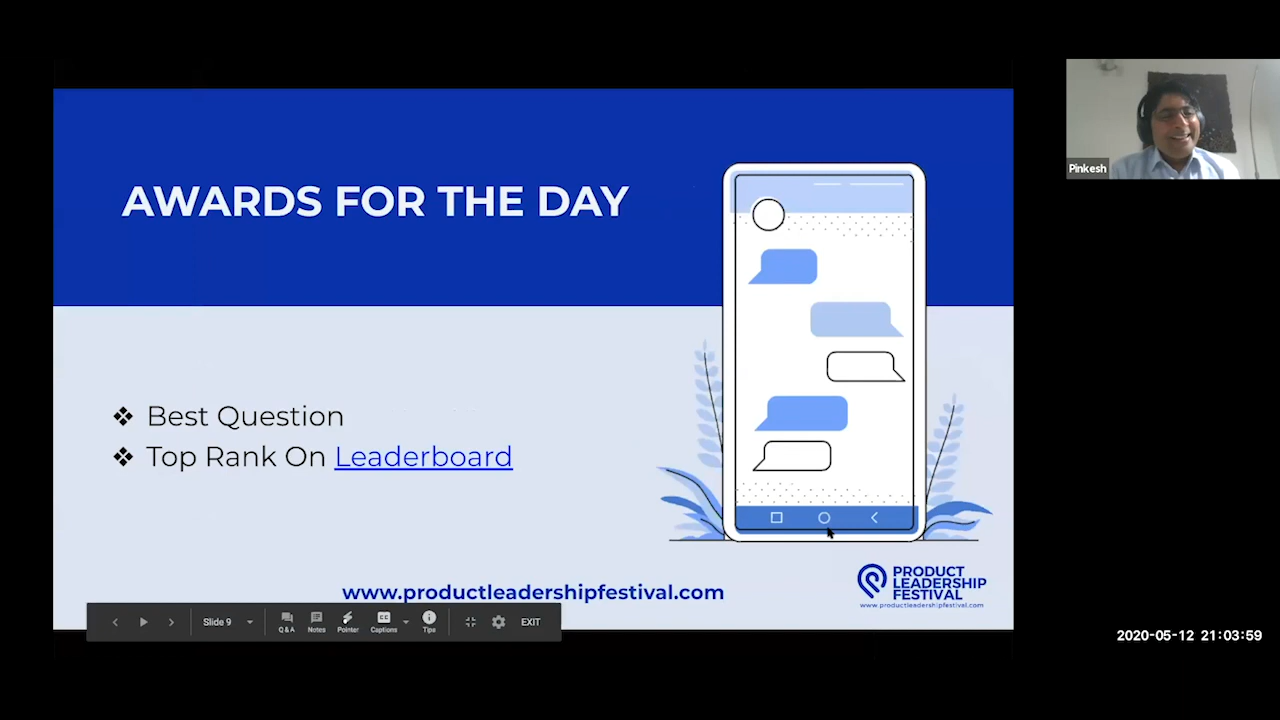 AWARDS FOR THE DAY
❖ Best Question
❖ Top Rank On Leaderboard
www.productleadershipfestival.com
PRODUCT
LEADERSHIP
FESTIVAL
www.productleadershipfestival.com
Slide 9
Q & A
Notes
Pointer
Captions
Tips
EXIT
Pinkesh
2020-05-12 21:03:59